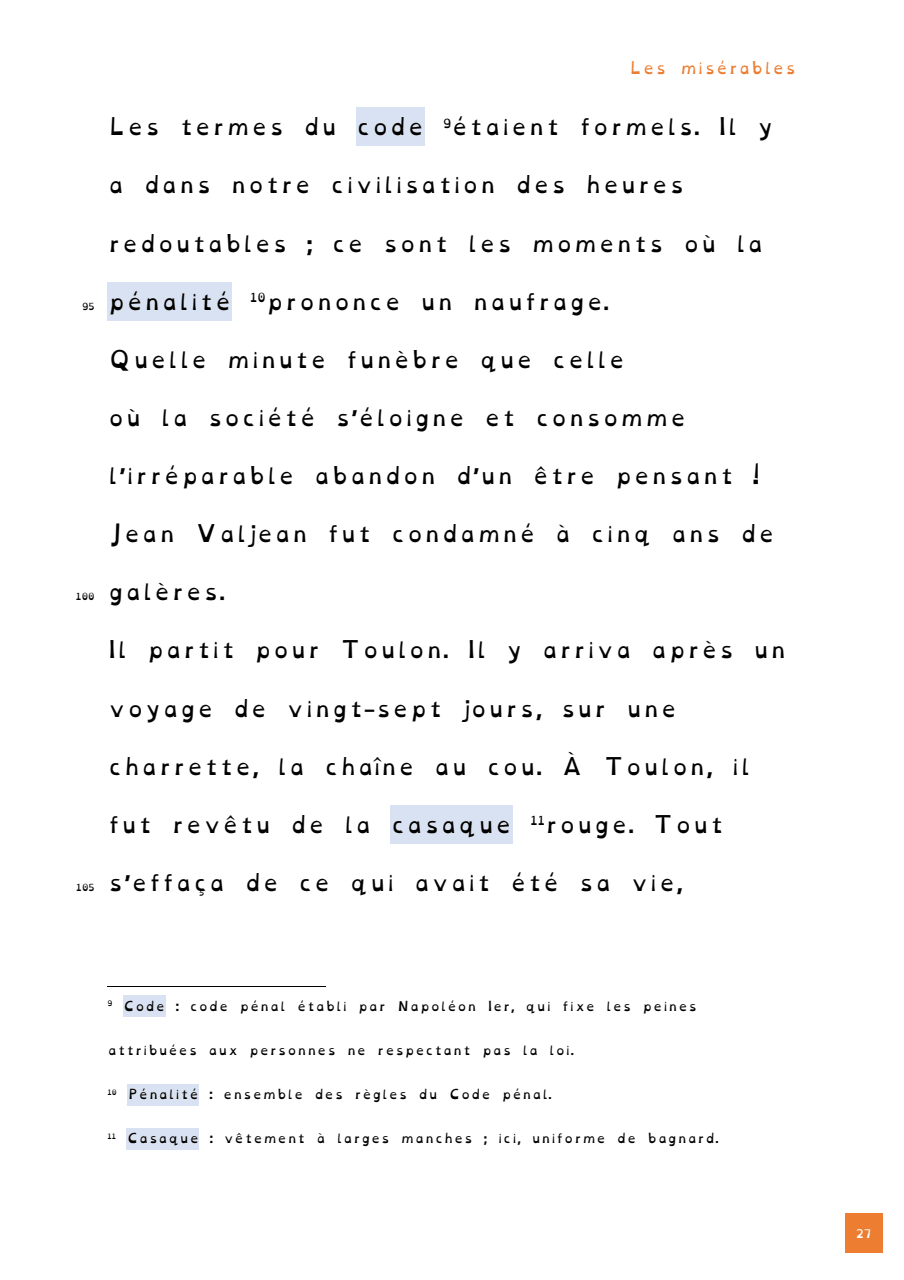 Les misérables
Les termes du code ⁹étaient formels. Il y
a dans notre civilisation des heures
redoutables ; ce sont les moments où la
95 pénalité ¹⁰prononce un naufrage.
Quelle minute funèbre que celle
où la société s’éloigne et consomme
l’irréparable abandon d’un être pensant !
Jean Valjean fut condamné à cinq ans de
100 galères.
Il partit pour Toulon. Il y arriva après un
voyage de vingt-sept jours, sur une
charrette, la chaîne au cou. À Toulon, il
fut revêtu de la casaque ¹¹rouge. Tout
105 s’effaça de ce qui avait été sa vie,
⁹ Code : code pénal établi par Napoléon Ier, qui fixe les peines
attribuées aux personnes ne respectant pas la loi.
¹⁰ Pénalité : ensemble des règles du Code pénal.
¹¹ Casaque : vêtement à larges manches ; ici, uniforme de bagnard.
27